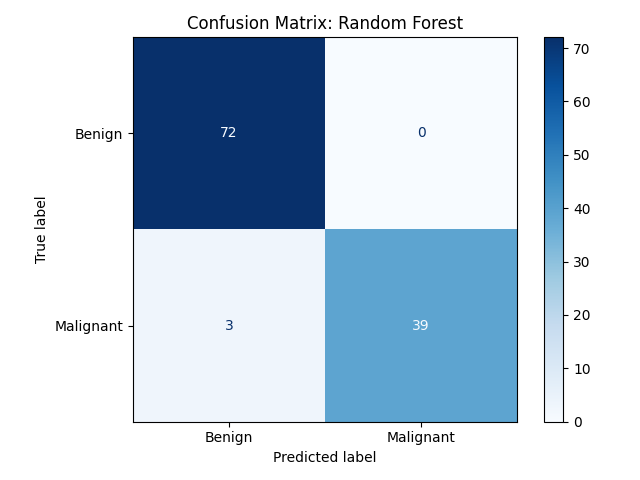 Confusion Matrix: Random Forest
70
60
50
40
30
20
10
0
True label
Benign
Malignant
72
0
3
39
Benign
Malignant
Predicted label